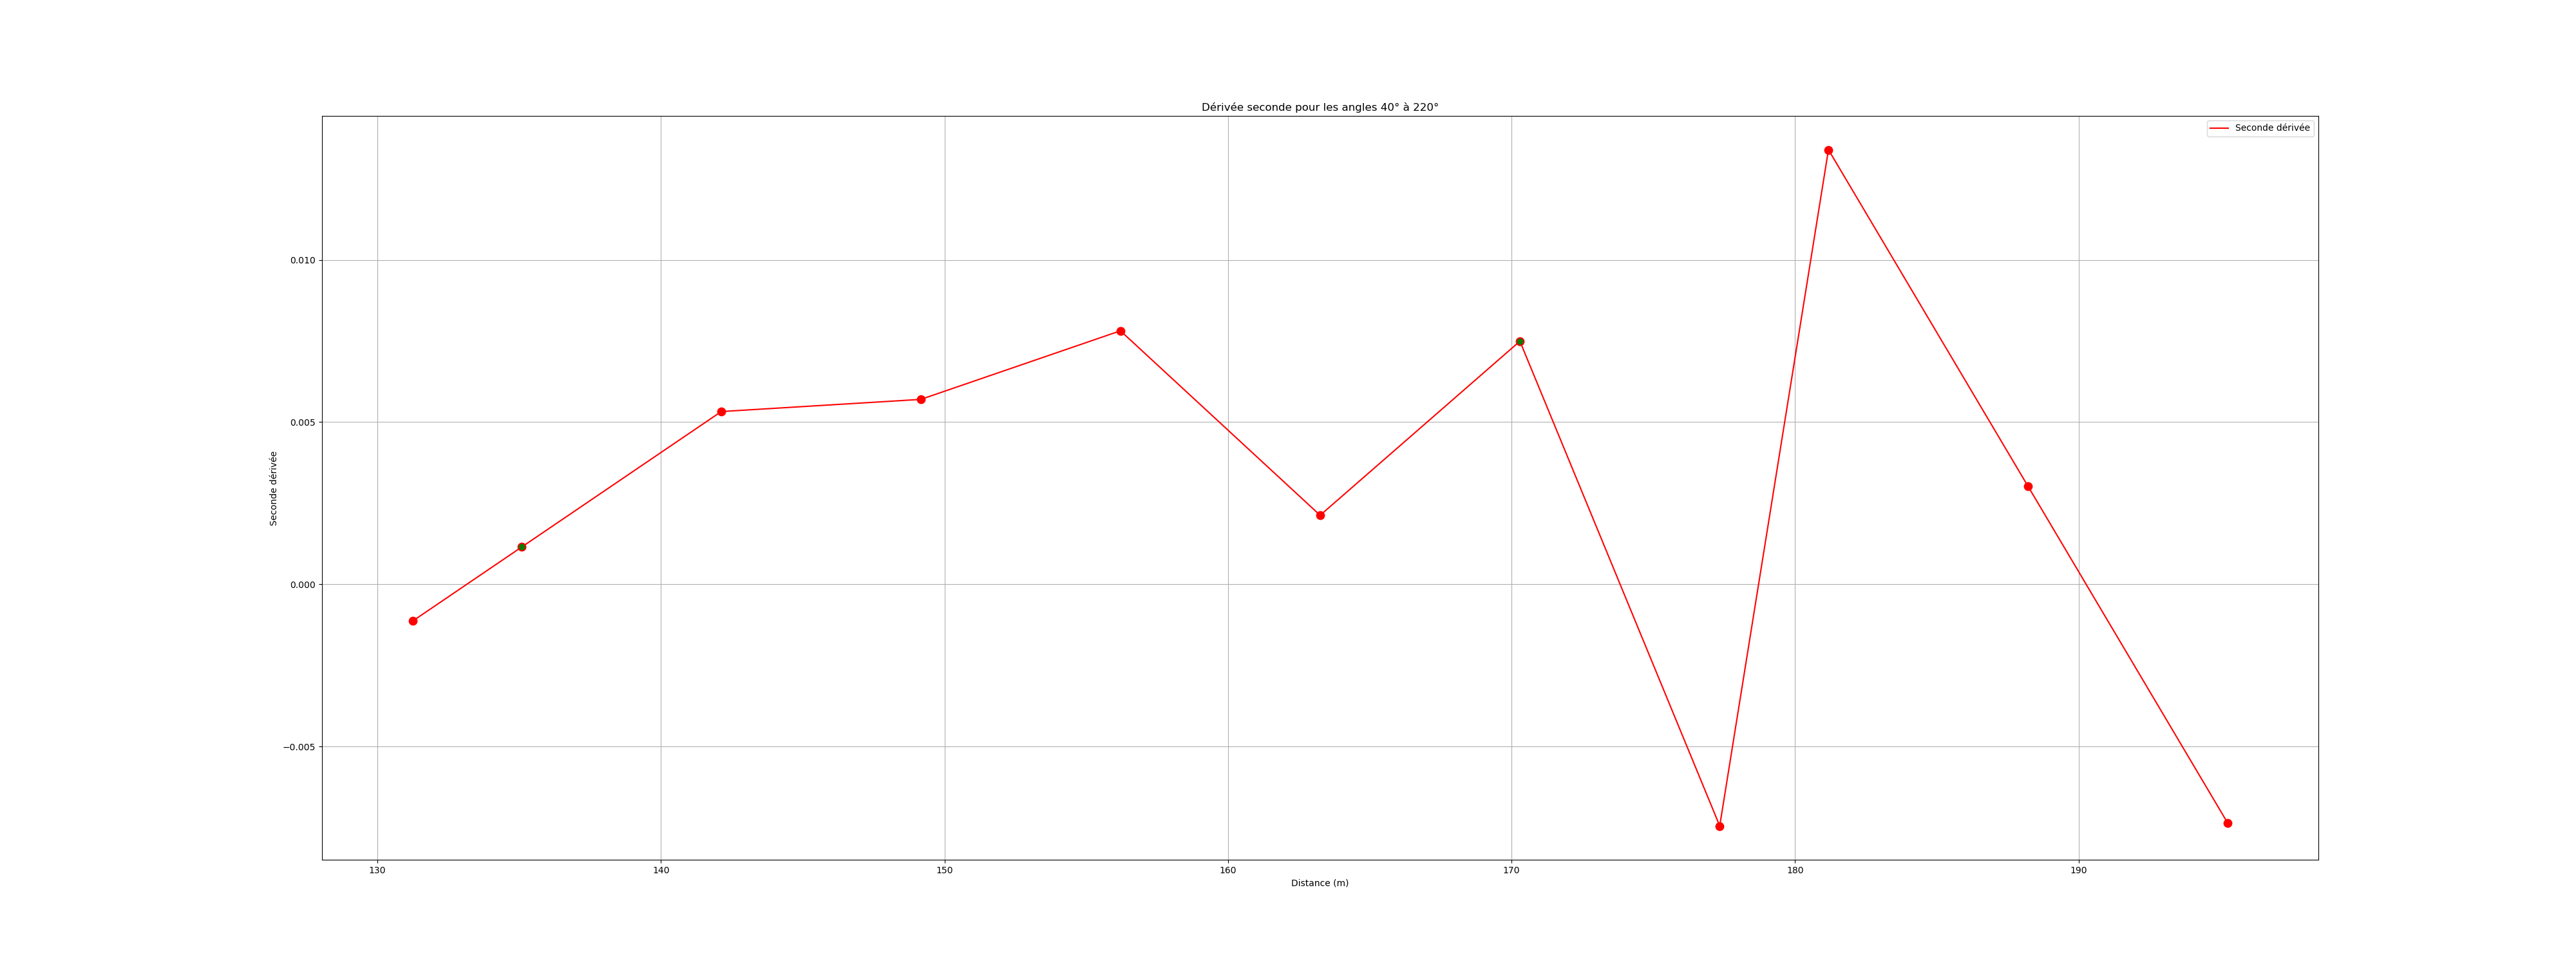 Dérivée seconde pour les angles 40° à 220°
Seconde dérivée
0.010
0.005
0.000
−0.005
Seconde dérivée
130 140 150 160 170 180 190
Distance (m)